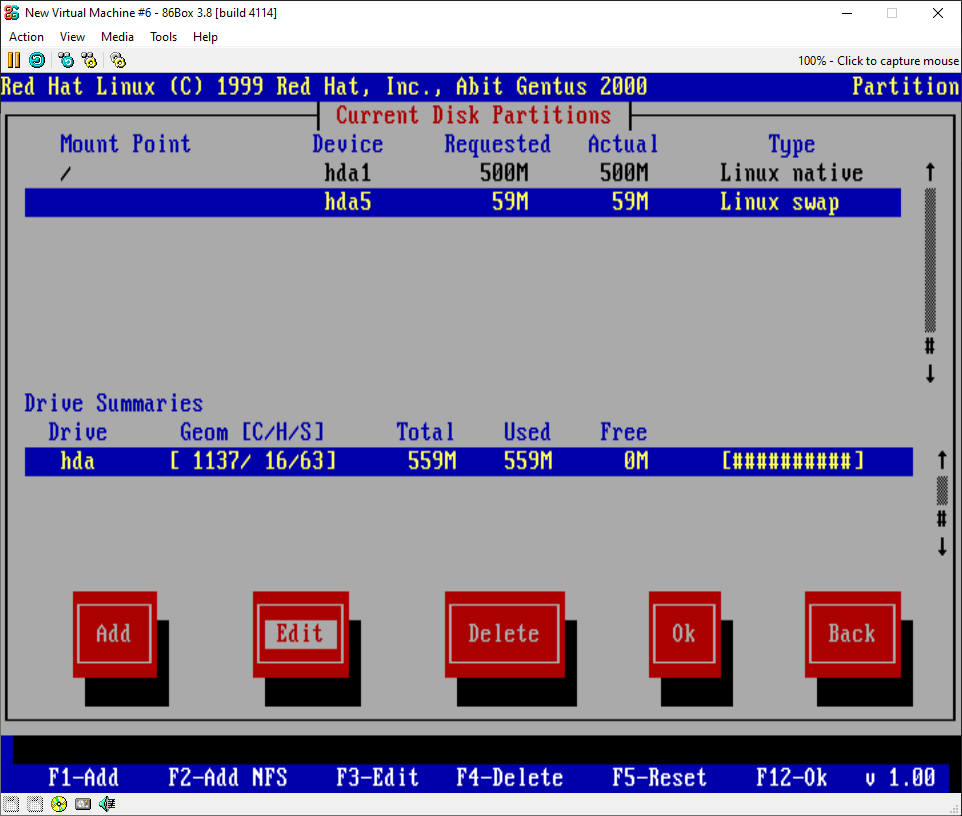 New Virtual Machine #6 - 86Box 3.8 [build 4114]
Action View Media Tools Help
100% - Click to capture mouse
Red Hat Linux (C) 1999 Red Hat, Inc., Abit Gentus 2000 Partition
Current Disk Partitions
Mount Point Device Requested Actual Type
/ hda1 500M 500M Linux native
hda5 59M 59M Linux swap
#
Drive Summaries
Drive Geom [C/H/S] Total Used Free
hda [ 1137/ 16/63] 559M 559M 0M [##########]
#
Add Edit Delete Ok Back
F1-Add F2-Add NFS F3-Edit F4-Delete F5-Reset F12-Ok v 1.00